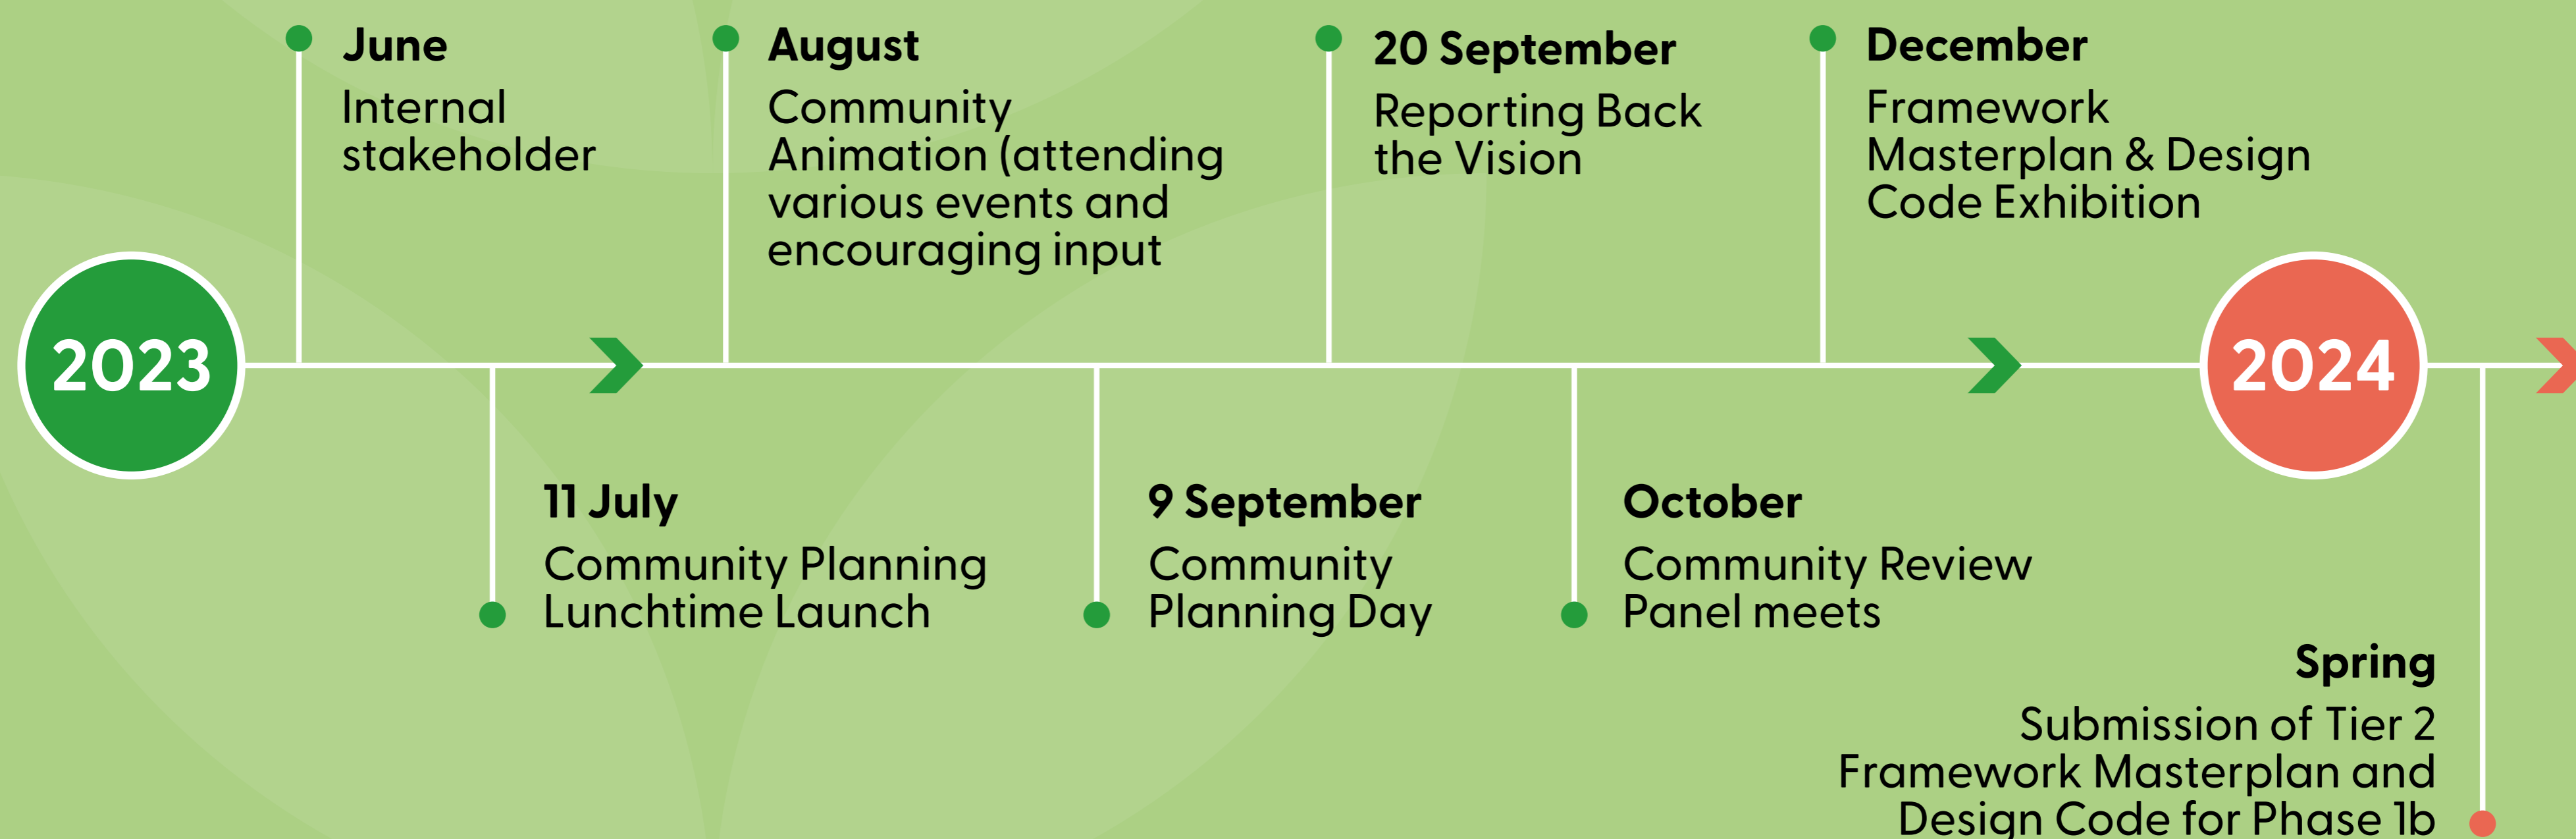 2023
June
Internal
stakeholder
11 July
Community Planning
Lunchtime Launch
August
Community
Animation (attending
various events and
encouraging input
9 September
Community
Planning Day
20 September
Reporting Back
the Vision
October
Community Review
Panel meets
December
Framework
Masterplan & Design
Code Exhibition
2024
Spring
Submission of Tier 2
Framework Masterplan and
Design Code for Phase 1b